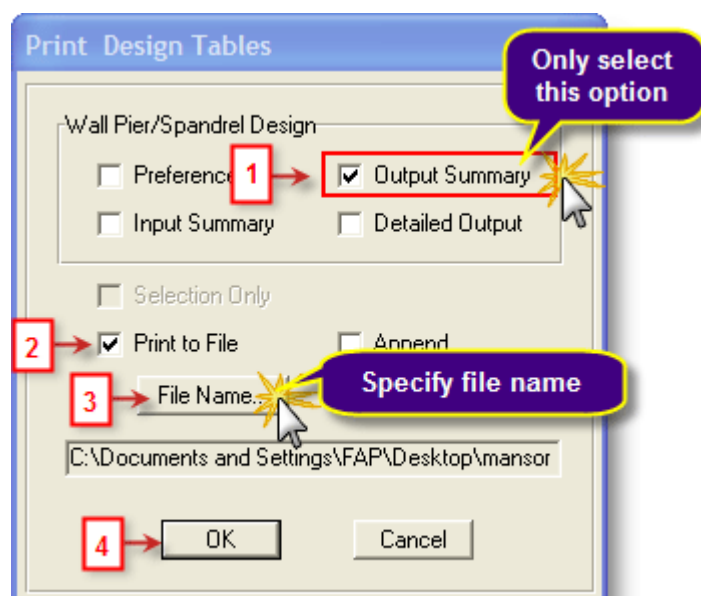 Print Design Tables
Only select
this option
Wall Pier/Spandrel Design
Preference
1
Output Summary
Input Summary
Detailed Output
Selection Only
2
Print to File
Append
3
File Name..
Specify file name
C:\Documents and Settings\FAP\Desktop\mansor
4
OK
Cancel